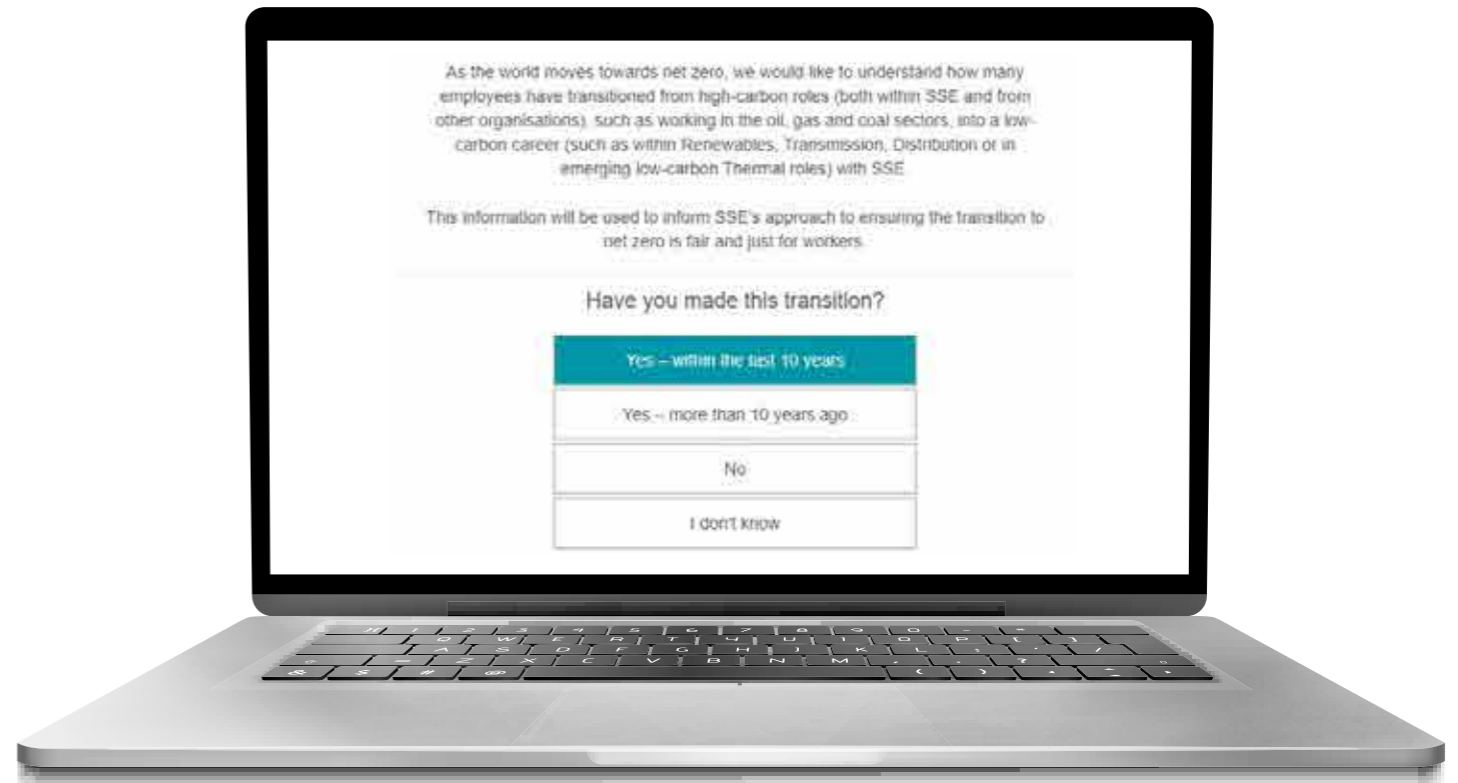 As the world moves towards net zero, we would like to understand how many
employees have transitioned from high-carbon roles (both within SSE and from
other organisations), such as working in the oil, gas and coal sectors, into a low-
carbon career (such as within Renewables, Transmission, Distribution or in
emerging low-carbon Thermal roles) with SSE
This information will be used to inform SSE's approach to ensuring the transition to
net zero is fair and just for workers
Have you made this transition?
Yes – within the last 10 years
Yes – more than 10 years ago
No
I don't know